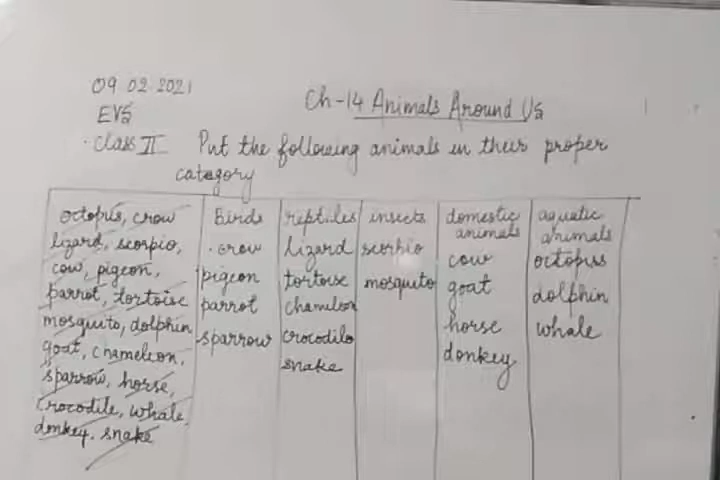 09.02.2021
EVS
Ch-14 Animals Around Us
Class II Put the following animals in their proper
category
octopus, crow
lizard, scorpio,
cow, pigeon,
parrot, tortoise
mosquito, dolphin
goat, chameleon,
sparrow, horse,
crocodile, whale,
donkey, snake
Birds
crow
pigeon
parrot
sparrow
reptiles
lizard
tortoise
chamileon
crocodile
snake
insects
scorpio
mosquito
domestic
animals
cow
goat
horse
donkey
aquatic
animals
octopus
dolphin
whale